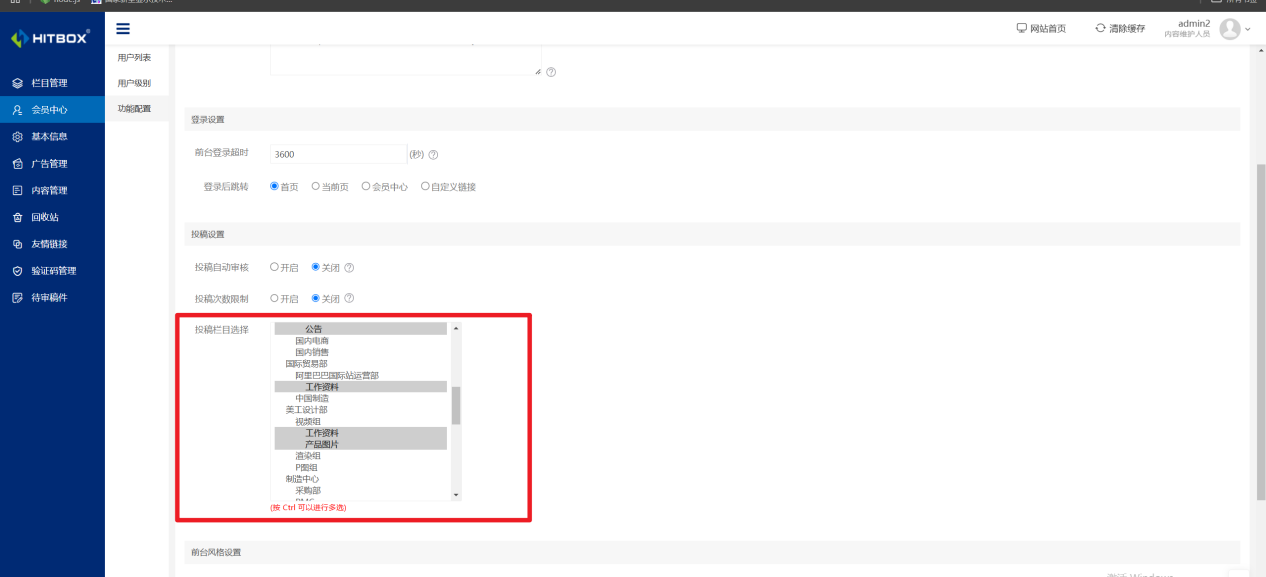 node.js
HITBOX®
网站首页
清除缓存
admin2
内容维护人员
栏目管理
会员中心
基本信息
广告管理
内容管理
回收站
友情链接
验证码管理
待审稿件
用户列表
用户级别
功能配置
登录设置
前台登录超时 3600 (秒)
登录后跳转 首页 当前页 会员中心 自定义链接
投稿设置
投稿自动审核 开启 关闭
投稿次数限制 开启 关闭
投稿栏目选择
公告
国内电商
国内销售
国际贸易部
阿里巴巴国际站运营部
工作资料
中国制造
美工设计部
视频组
工作资料
产品图片
渲染组
P图组
制造中心
采购部
(按 Ctrl 可以进行多选)
前台风格设置